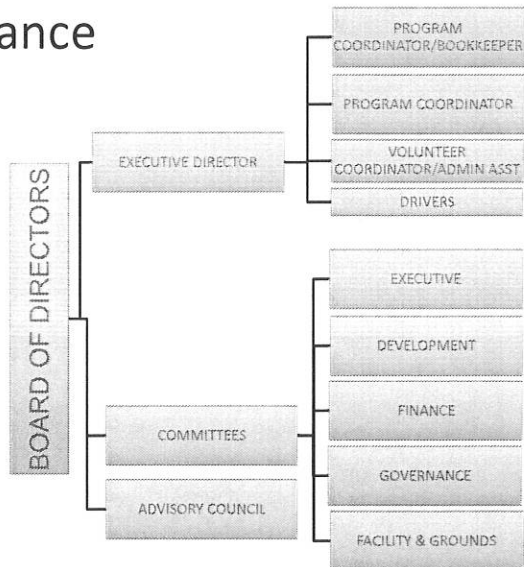 ance
PROGRAM
COORDINATOR/BOOKKEEPER
PROGRAM COORDINATOR
EXECUTIVE DIRECTOR
VOLUNTEER
COORDINATOR/ADMIN ASST
DRIVERS
BOARD OF DIRECTORS
EXECUTIVE
DEVELOPMENT
FINANCE
COMMITTEES
GOVERNANCE
ADVISORY COUNCIL
FACILITY & GROUNDS